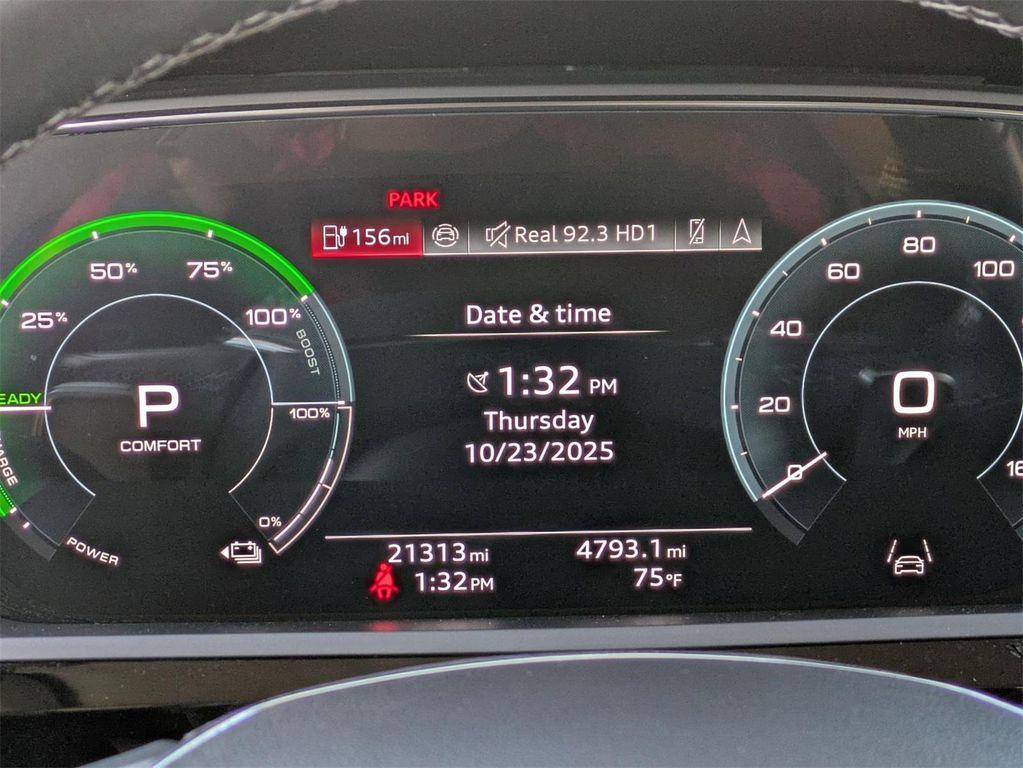 PARK
156mi
Real 92.3 HD1
80
60
100
50%
75%
25%
100%
BOOST
40
Date & time
1:32 PM
Thursday
10/23/2025
P
COMFORT
100%
20
0
MPH
0
0%
POWER
21313mi
4793.1mi
1:32PM
75°F